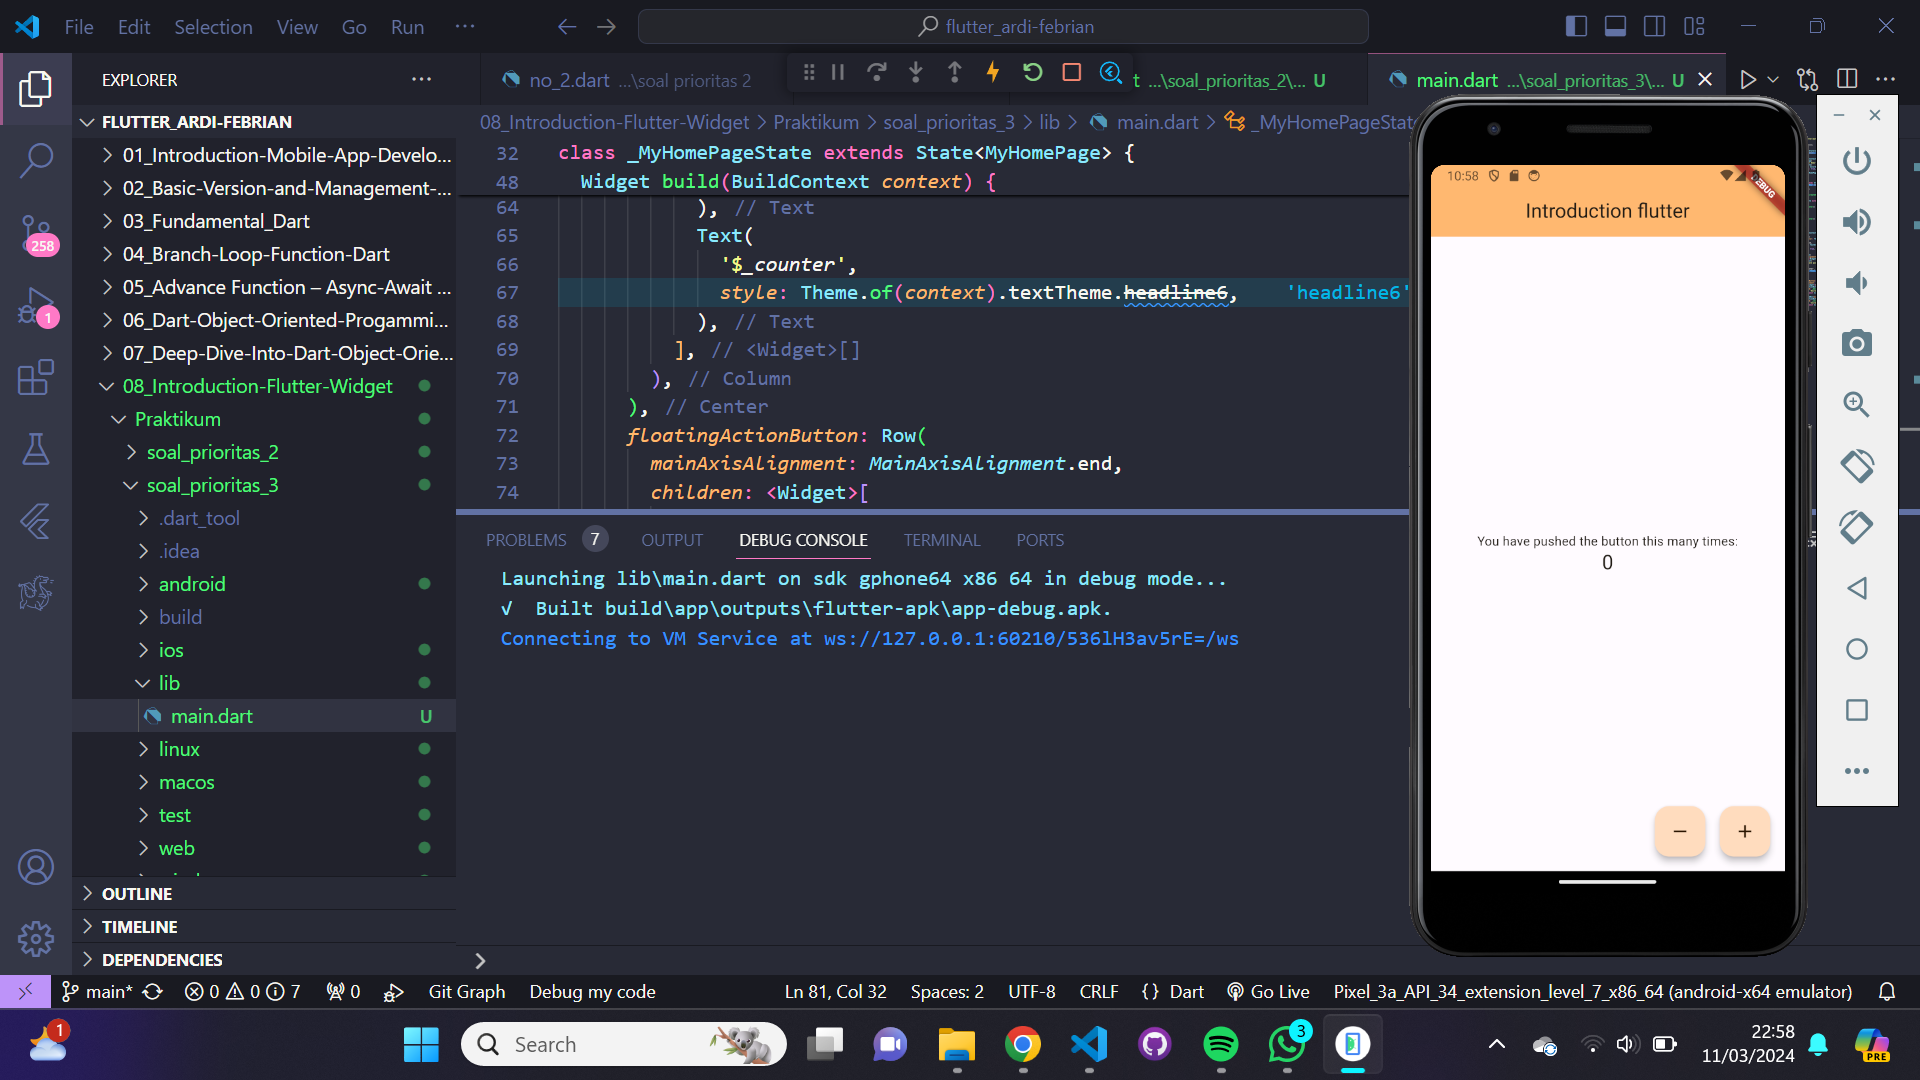 File Edit Selection View Go Run ··· flutter_ardi-febrian
EXPLORER ···
no_2.dart ...\soal prioritas 2
t ...\soal_prioritas_2\... U
main.dart ...\soal_prioritas_3\... U
FLUTTER_ARDI-FEBRIAN
01_Introduction-Mobile-App-Develo...
02_Basic-Version-and-Management-...
03_Fundamental_Dart
04_Branch-Loop-Function-Dart
05_Advance Function – Async-Await ...
06_Dart-Object-Oriented-Progammi...
07_Deep-Dive-Into-Dart-Object-Orie...
08_Introduction-Flutter-Widget
Praktikum
soal_prioritas_2
soal_prioritas_3
.dart_tool
.idea
android
build
ios
lib
main.dart U
linux
macos
test
web
OUTLINE
TIMELINE
DEPENDENCIES
258
1
08_Introduction-Flutter-Widget > Praktikum > soal_prioritas_3 > lib > main.dart > _MyHomePageState
32 class _MyHomePageState extends State<MyHomePage> {
48 Widget build(BuildContext context) {
64 ), // Text
65 Text(
66 '$_counter',
67 style: Theme.of(context).textTheme.headline6, 'headline6'
68 ), // Text
69 ], // <Widget>[]
70 ), // Column
71 ), // Center
72 floatingActionButton: Row(
73 mainAxisAlignment: MainAxisAlignment.end,
74 children: <Widget>[
PROBLEMS 7 OUTPUT DEBUG CONSOLE TERMINAL PORTS
Launching lib\main.dart on sdk gphone64 x86 64 in debug mode...
√ Built build\app\outputs\flutter-apk\app-debug.apk.
Connecting to VM Service at ws://127.0.0.1:60210/536lH3av5rE=/ws
10:58
DEBUG
Introduction flutter
You have pushed the button this many times:
0
− +
main* 0 0 7 0 Git Graph Debug my code Ln 81, Col 32 Spaces: 2 UTF-8 CRLF {} Dart Go Live Pixel_3a_API_34_extension_level_7_x86_64 (android-x64 emulator)
1
Search
3
22:58
11/03/2024
PRE